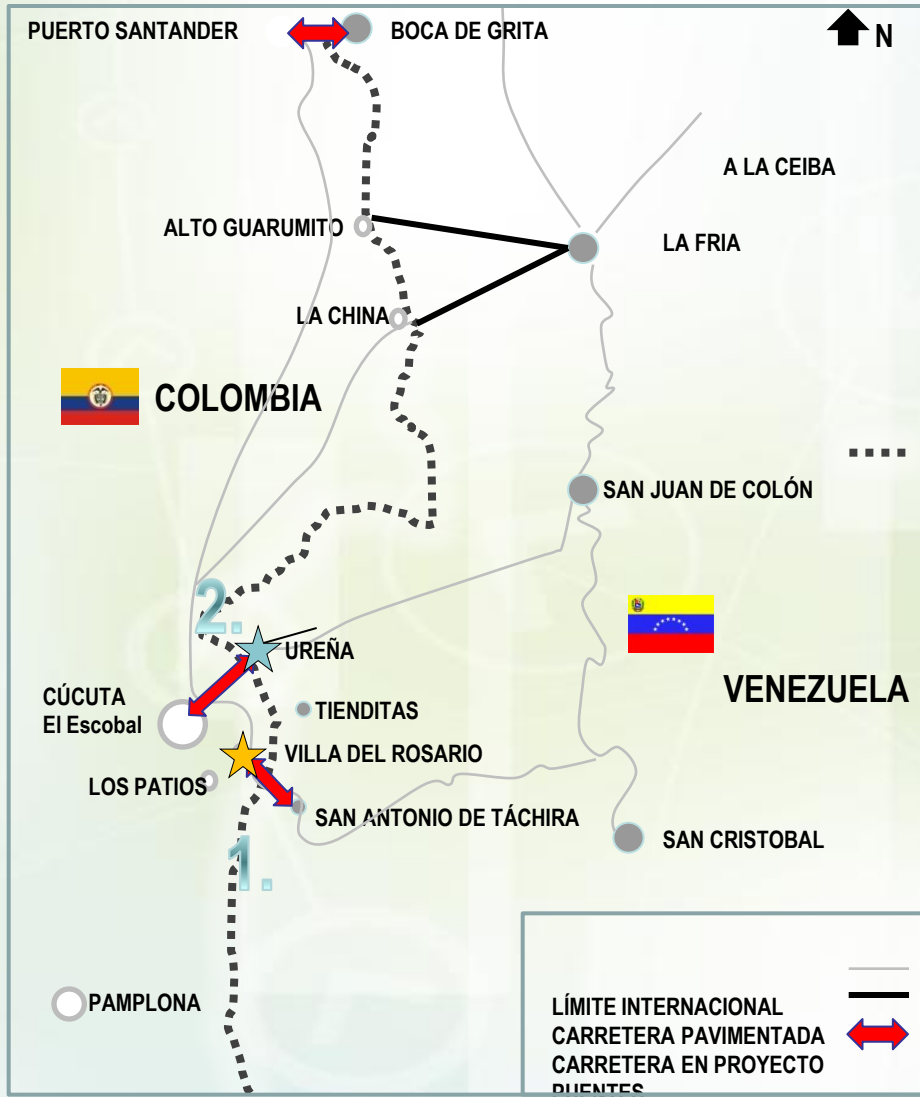 PUERTO SANTANDER
BOCA DE GRITA
N
A LA CEIBA
ALTO GUARUMITO
LA FRIA
LA CHINA
COLOMBIA
SAN JUAN DE COLÓN
2.
UREÑA
VENEZUELA
CÚCUTA
El Escobal
TIENDITAS
VILLA DEL ROSARIO
LOS PATIOS
SAN ANTONIO DE TÁCHIRA
SAN CRISTOBAL
1.
PAMPLONA
LÍMITE INTERNACIONAL
CARRETERA PAVIMENTADA
CARRETERA EN PROYECTO
PUENTES